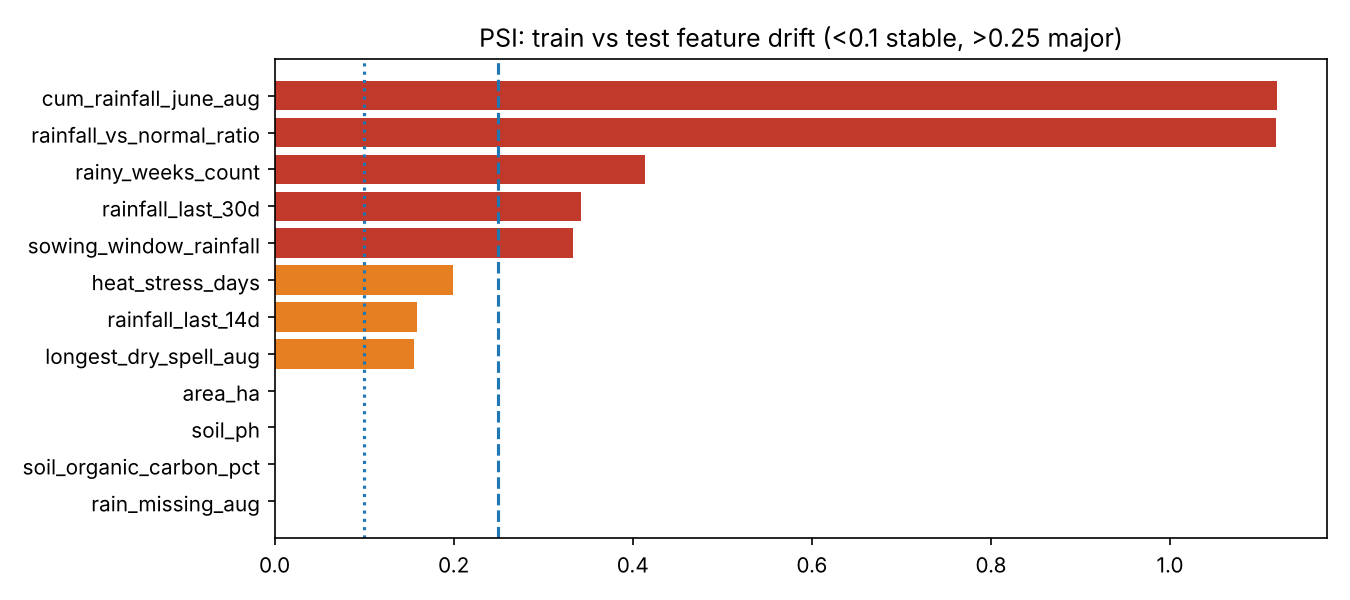 PSI: train vs test feature drift (<0.1 stable, >0.25 major)
cum_rainfall_june_aug
rainfall_vs_normal_ratio
rainy_weeks_count
rainfall_last_30d
sowing_window_rainfall
heat_stress_days
rainfall_last_14d
longest_dry_spell_aug
area_ha
soil_ph
soil_organic_carbon_pct
rain_missing_aug
0.0 0.2 0.4 0.6 0.8 1.0